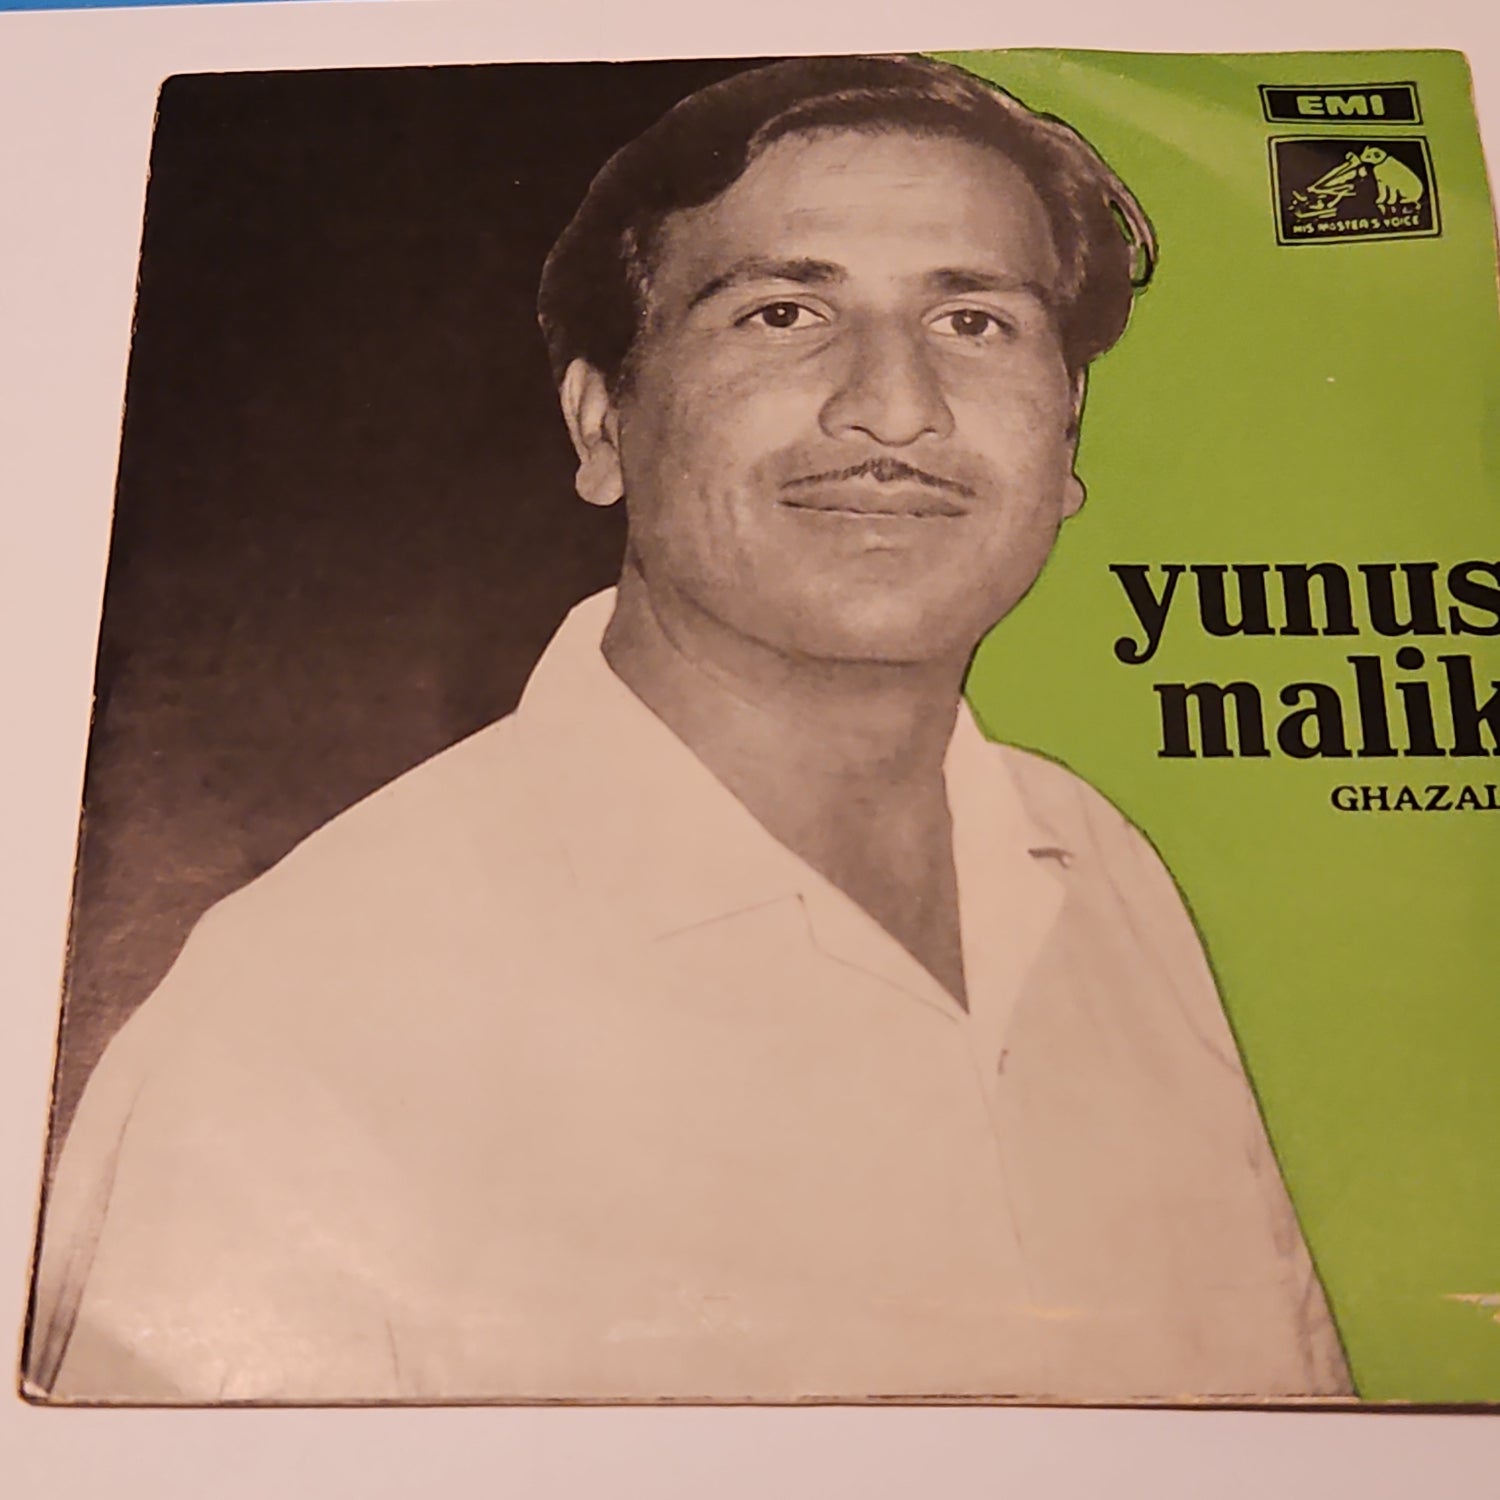 EMI
HIS MASTER'S VOICE
yunus
malik
GHAZAL